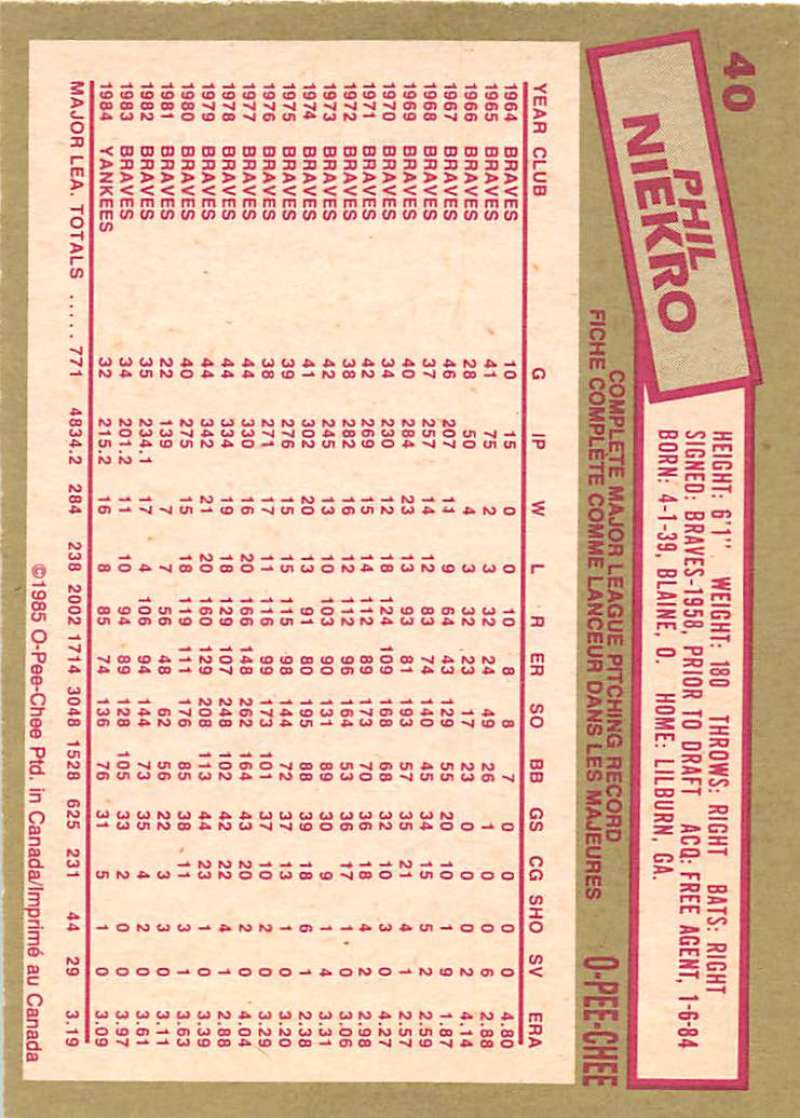 40
PHIL
NIEKRO
HEIGHT: 6'1" WEIGHT: 180 THROWS: RIGHT BATS: RIGHT
SIGNED: BRAVES-1958, PRIOR TO DRAFT ACQ: FREE AGENT, 1-6-84
BORN: 4-1-39, BLAINE, O. HOME: LILBURN, GA.
COMPLETE MAJOR LEAGUE PITCHING RECORD
FICHE COMPLÈTE COMME LANCEUR DANS LES MAJEURES
O-PEE-CHEE
YEAR CLUB G IP W L R ER SO BB GS CG SHO SV ERA
1964 BRAVES 10 15 0 0 10 8 8 7 0 0 0 0 4.80
1965 BRAVES 41 75 2 3 32 24 49 26 1 0 0 6 2.88
1966 BRAVES 28 50 4 3 32 23 17 23 0 0 0 2 4.14
1967 BRAVES 46 207 11 9 64 43 129 55 20 10 1 9 1.87
1968 BRAVES 37 257 14 12 83 74 140 45 34 15 5 2 2.59
1969 BRAVES 40 284 23 13 93 81 193 57 35 21 4 1 2.57
1970 BRAVES 34 230 12 18 124 109 168 68 32 10 3 0 4.27
1971 BRAVES 42 269 15 14 112 89 173 70 36 18 4 2 2.98
1972 BRAVES 38 282 16 12 112 96 164 53 36 17 1 0 3.06
1973 BRAVES 42 245 13 10 103 90 131 89 30 9 1 4 3.31
1974 BRAVES 41 302 20 13 91 80 195 88 39 18 6 1 2.38
1975 BRAVES 39 276 15 15 115 98 144 72 37 13 1 0 3.20
1976 BRAVES 38 271 17 11 116 99 173 101 37 10 2 0 3.29
1977 BRAVES 44 330 16 20 166 148 262 164 43 20 2 0 4.04
1978 BRAVES 44 334 19 18 129 107 248 102 42 22 4 1 2.88
1979 BRAVES 44 342 21 20 160 129 208 113 44 23 1 0 3.39
1980 BRAVES 40 275 15 18 119 111 176 85 38 11 3 1 3.63
1981 BRAVES 22 139 7 7 56 48 62 56 22 3 3 0 3.11
1982 BRAVES 35 234.1 17 4 106 94 144 73 35 4 2 0 3.61
1983 BRAVES 34 201.2 11 10 94 89 128 105 33 2 0 0 3.97
1984 YANKEES 32 215.2 16 8 85 74 136 76 31 5 1 0 3.09
MAJOR LEA. TOTALS ..... 771 4834.2 284 238 2002 1714 3048 1528 625 231 44 29 3.19
©1985 O-Pee-Chee Ptd. in Canada/Imprimé au Canada